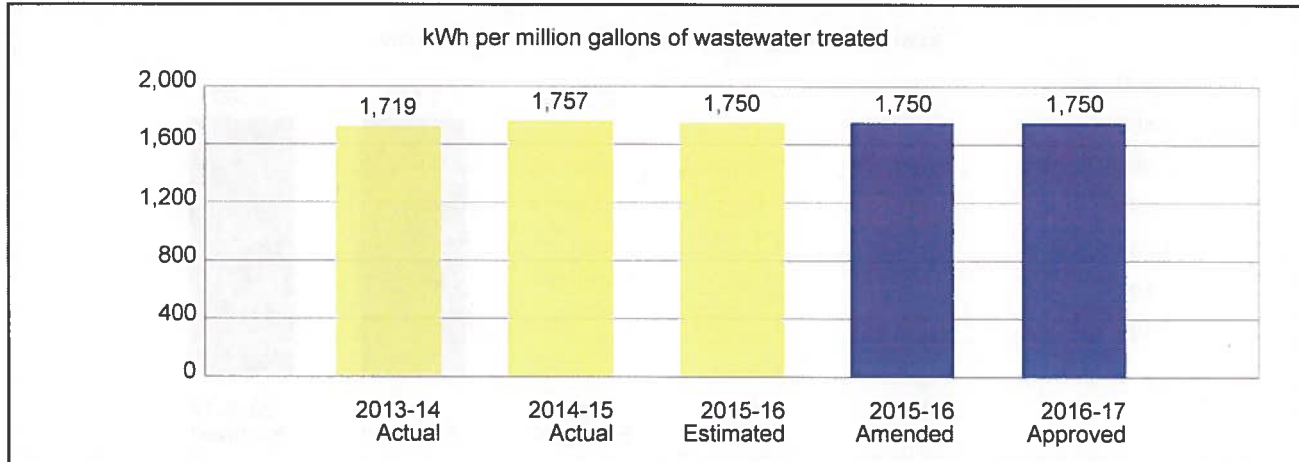 kWh per million gallons of wastewater treated
2,000
1,719 1,757 1,750 1,750 1,750
1,600
1,200
800
400
0
2013-14 2014-15 2015-16 2015-16 2016-17
Actual Actual Estimated Amended Approved